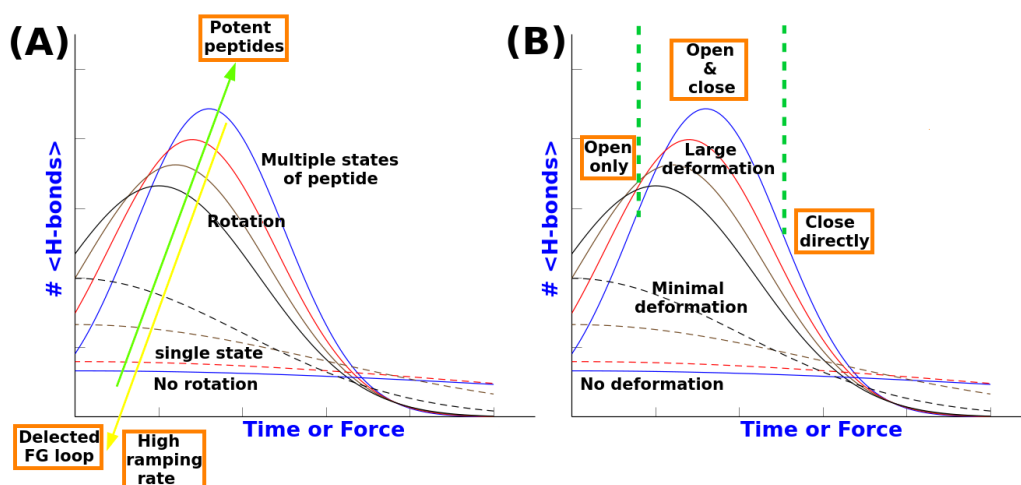 (A)
Potent
peptides
Multiple states
of peptide
Rotation
single state
No rotation
# <H-bonds>
Time or Force
Delected
FG loop
High
ramping
rate
(B)
Open
&
close
Open
only
Large
deformation
Close
directly
Minimal
deformation
No deformation
# <H-bonds>
Time or Force